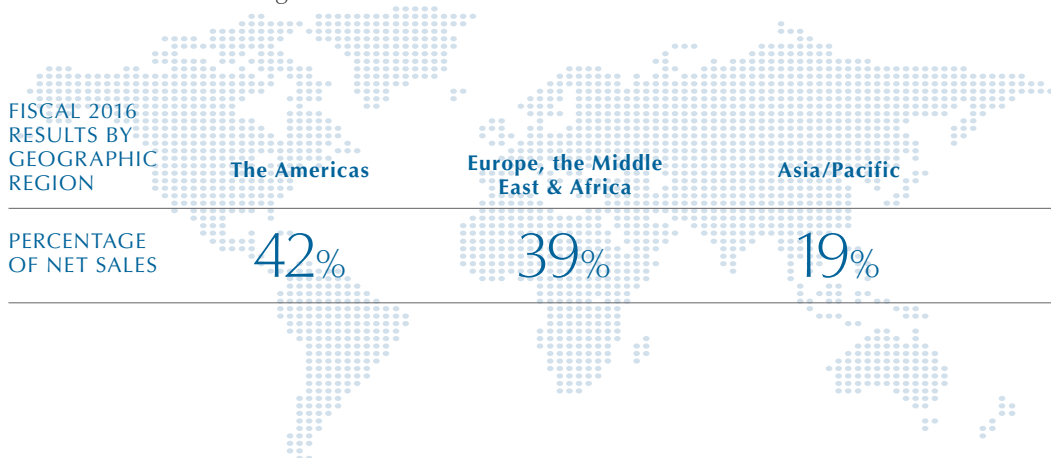 FISCAL 2016
RESULTS BY
GEOGRAPHIC
REGION
The Americas
Europe, the Middle
East & Africa
Asia/Pacific
PERCENTAGE
OF NET SALES
42%
39%
19%